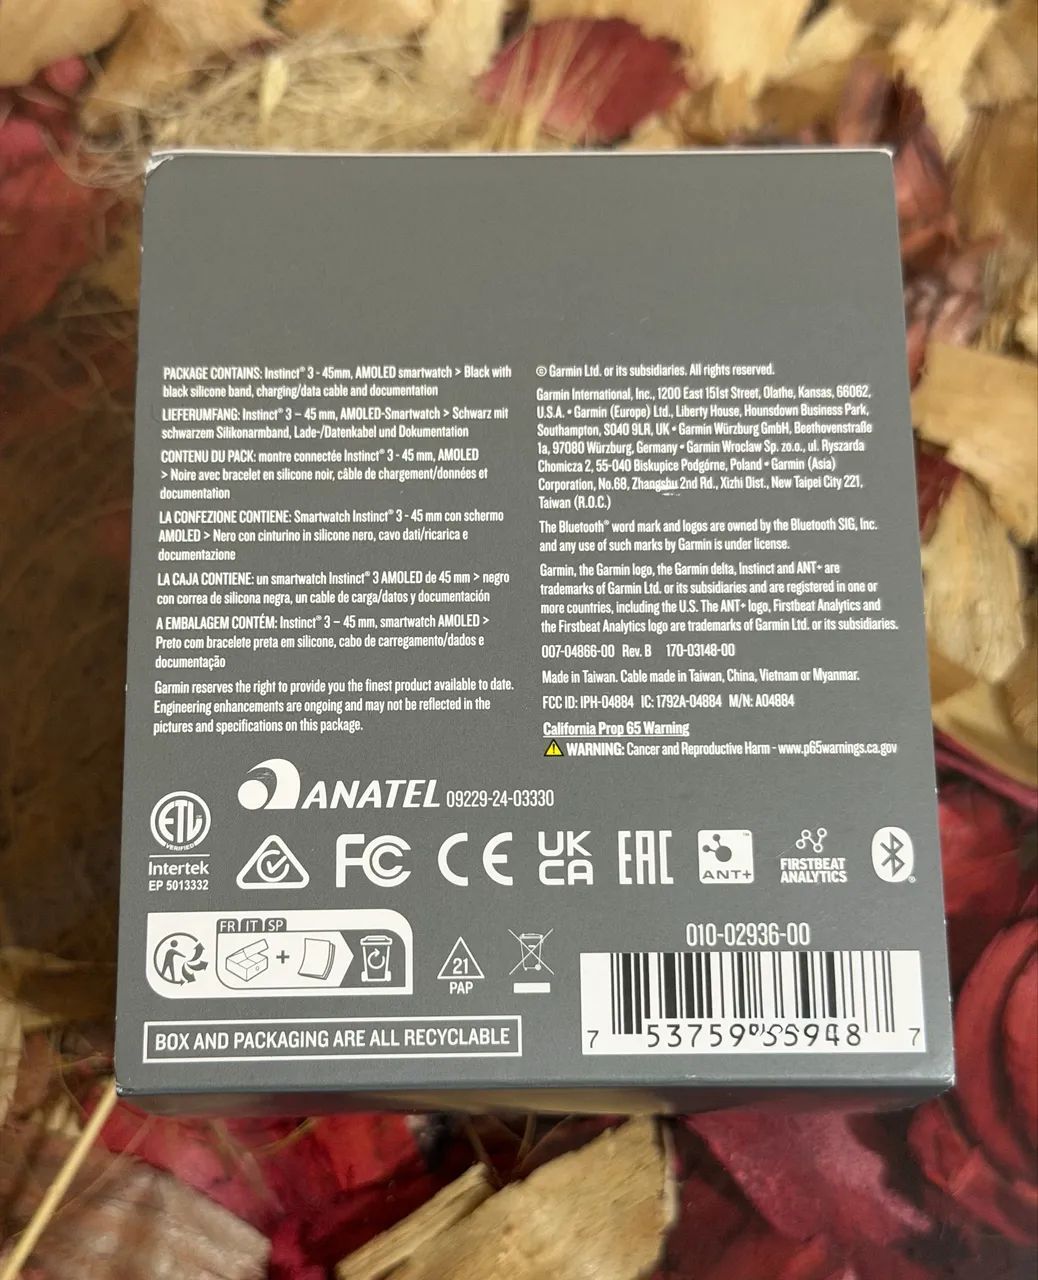 PACKAGE CONTAINS: Instinct® 3 - 45mm, AMOLED smartwatch > Black with
black silicone band, charging/data cable and documentation
LIEFERUMFANG: Instinct® 3 – 45 mm, AMOLED-Smartwatch > Schwarz mit
schwarzem Silikonarmband, Lade-/Datenkabel und Dokumentation
CONTENU DU PACK: montre connectée Instinct® 3 - 45 mm, AMOLED
> Noire avec bracelet en silicone noir, câble de chargement/données et
documentation
LA CONFEZIONE CONTIENE: Smartwatch Instinct® 3 - 45 mm con schermo
AMOLED > Nero con cinturino in silicone nero, cavo dati/ricarica e
documentazione
LA CAJA CONTIENE: un smartwatch Instinct® 3 AMOLED de 45 mm > negro
con correa de silicona negra, un cable de carga/datos y documentación
A EMBALAGEM CONTÉM: Instinct® 3 – 45 mm, smartwatch AMOLED >
Preto com bracelete preta em silicone, cabo de carregamento/dados e
documentação
Garmin reserves the right to provide you the finest product available to date.
Engineering enhancements are ongoing and may not be reflected in the
pictures and specifications on this package.
© Garmin Ltd. or its subsidiaries. All rights reserved.
Garmin International, Inc., 1200 East 151st Street, Olathe, Kansas, 66062,
U.S.A. • Garmin (Europe) Ltd., Liberty House, Hounsdown Business Park,
Southampton, SO40 9LR, UK • Garmin Würzburg GmbH, Beethovenstraße
1a, 97080 Würzburg, Germany • Garmin Wroclaw Sp. zo.o., ul. Ryszarda
Chomicza 2, 55-040 Biskupice Podgórne, Poland • Garmin (Asia)
Corporation, No.68, Zhangshu 2nd Rd., Xizhi Dist., New Taipei City 221,
Taiwan (R.O.C.)
The Bluetooth® word mark and logos are owned by the Bluetooth SIG, Inc.
and any use of such marks by Garmin is under license.
Garmin, the Garmin logo, the Garmin delta, Instinct and ANT+ are
trademarks of Garmin Ltd. or its subsidiaries and are registered in one or
more countries, including the U.S. The ANT+ logo, Firstbeat Analytics and
the Firstbeat Analytics logo are trademarks of Garmin Ltd. or its subsidiaries.
007-04866-00 Rev. B 170-03148-00
Made in Taiwan. Cable made in Taiwan, China, Vietnam or Myanmar.
FCC ID: IPH-04884 IC: 1792A-04884 M/N: A04884
California Prop 65 Warning
WARNING: Cancer and Reproductive Harm - www.p65warnings.ca.gov
ANATEL 09229-24-03330
ETL
VERIFIED
Intertek
EP 5013332
FC
CE
UK
CA
EAC
ANT+
FIRSTBEAT
ANALYTICS
FR IT SP
+
21
PAP
BOX AND PACKAGING ARE ALL RECYCLABLE
010-02936-00
7 53759 35948 7